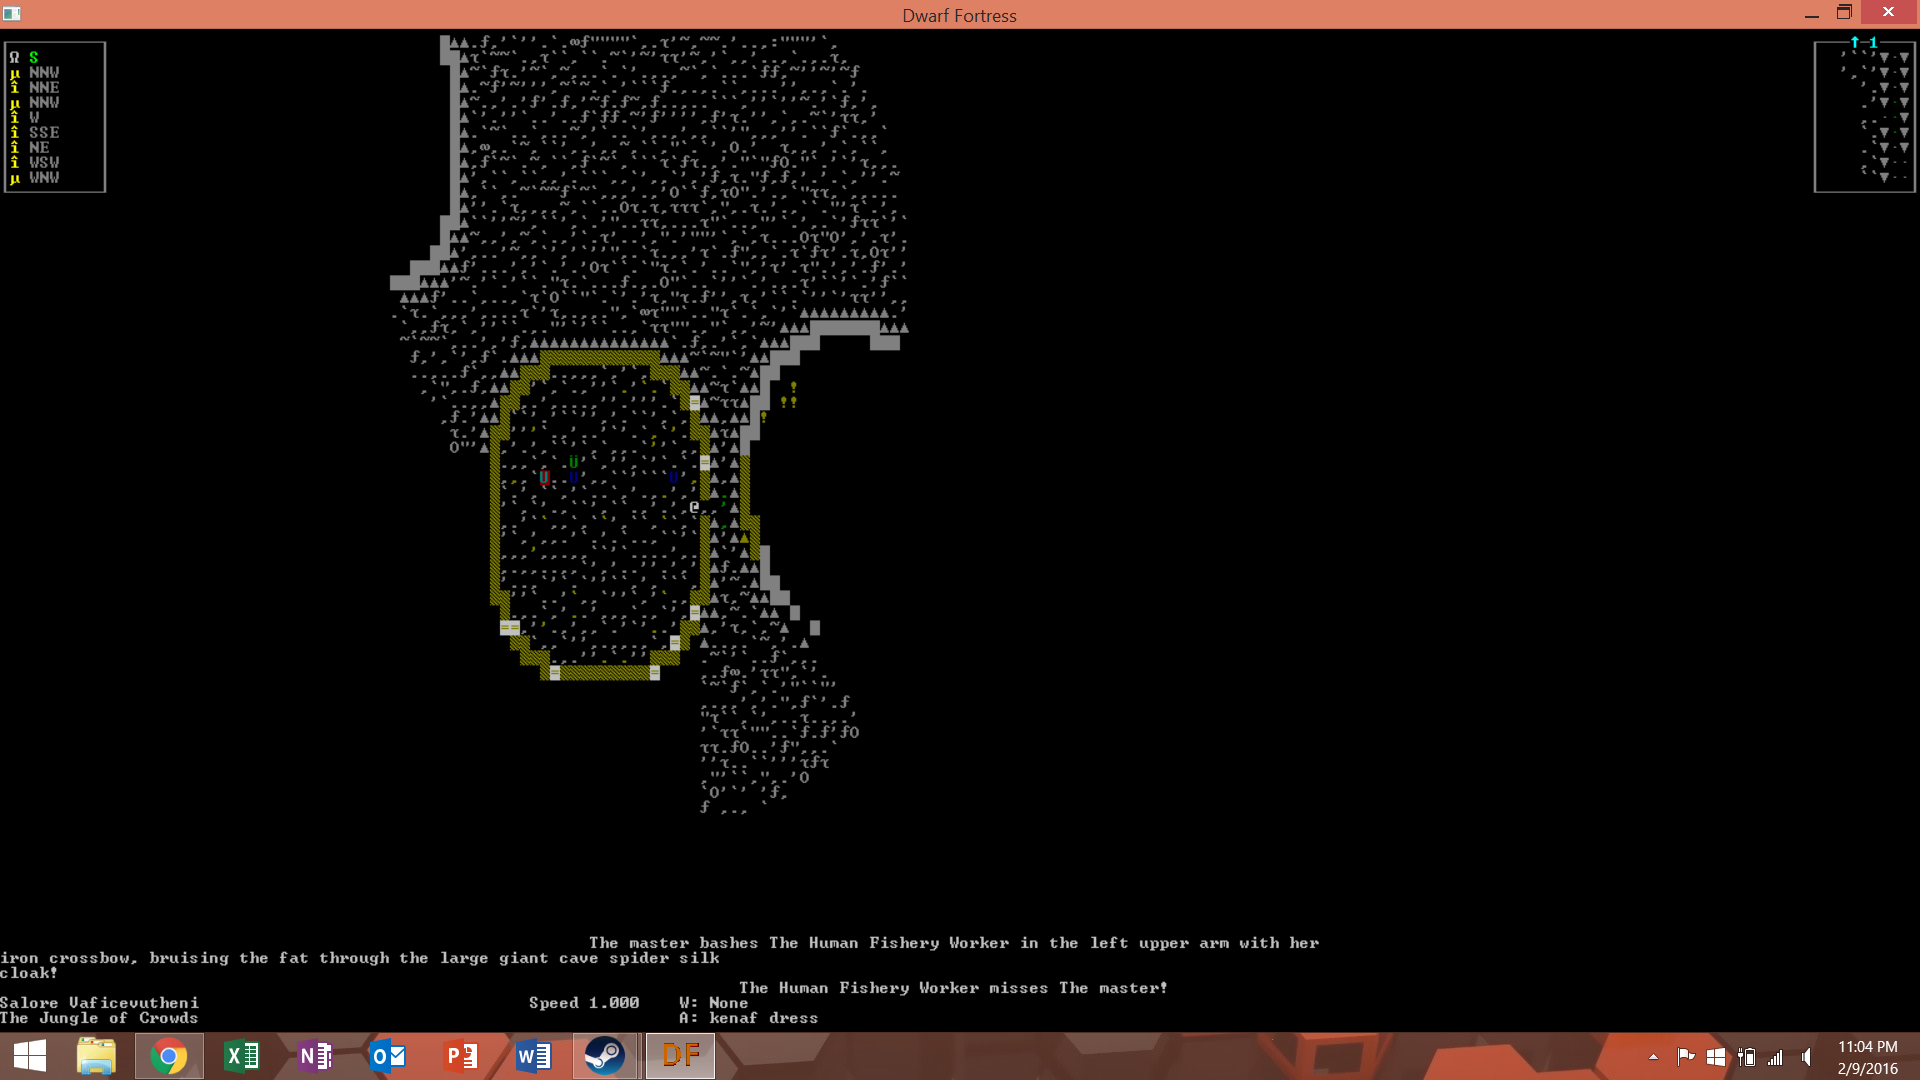 Dwarf Fortress
Ω S
µ NNW
î NNE
µ NNW
î W
î SSE
î NE
î WSW
µ WNW
↑ 1
The master bashes The Human Fishery Worker in the left upper arm with her
iron crossbow, bruising the fat through the large giant cave spider silk
cloak!
The Human Fishery Worker misses The master!
Salore Vaficevutheni Speed 1.000 W: None
The Jungle of Crowds A: kenaf dress
DF
11:04 PM
2/9/2016